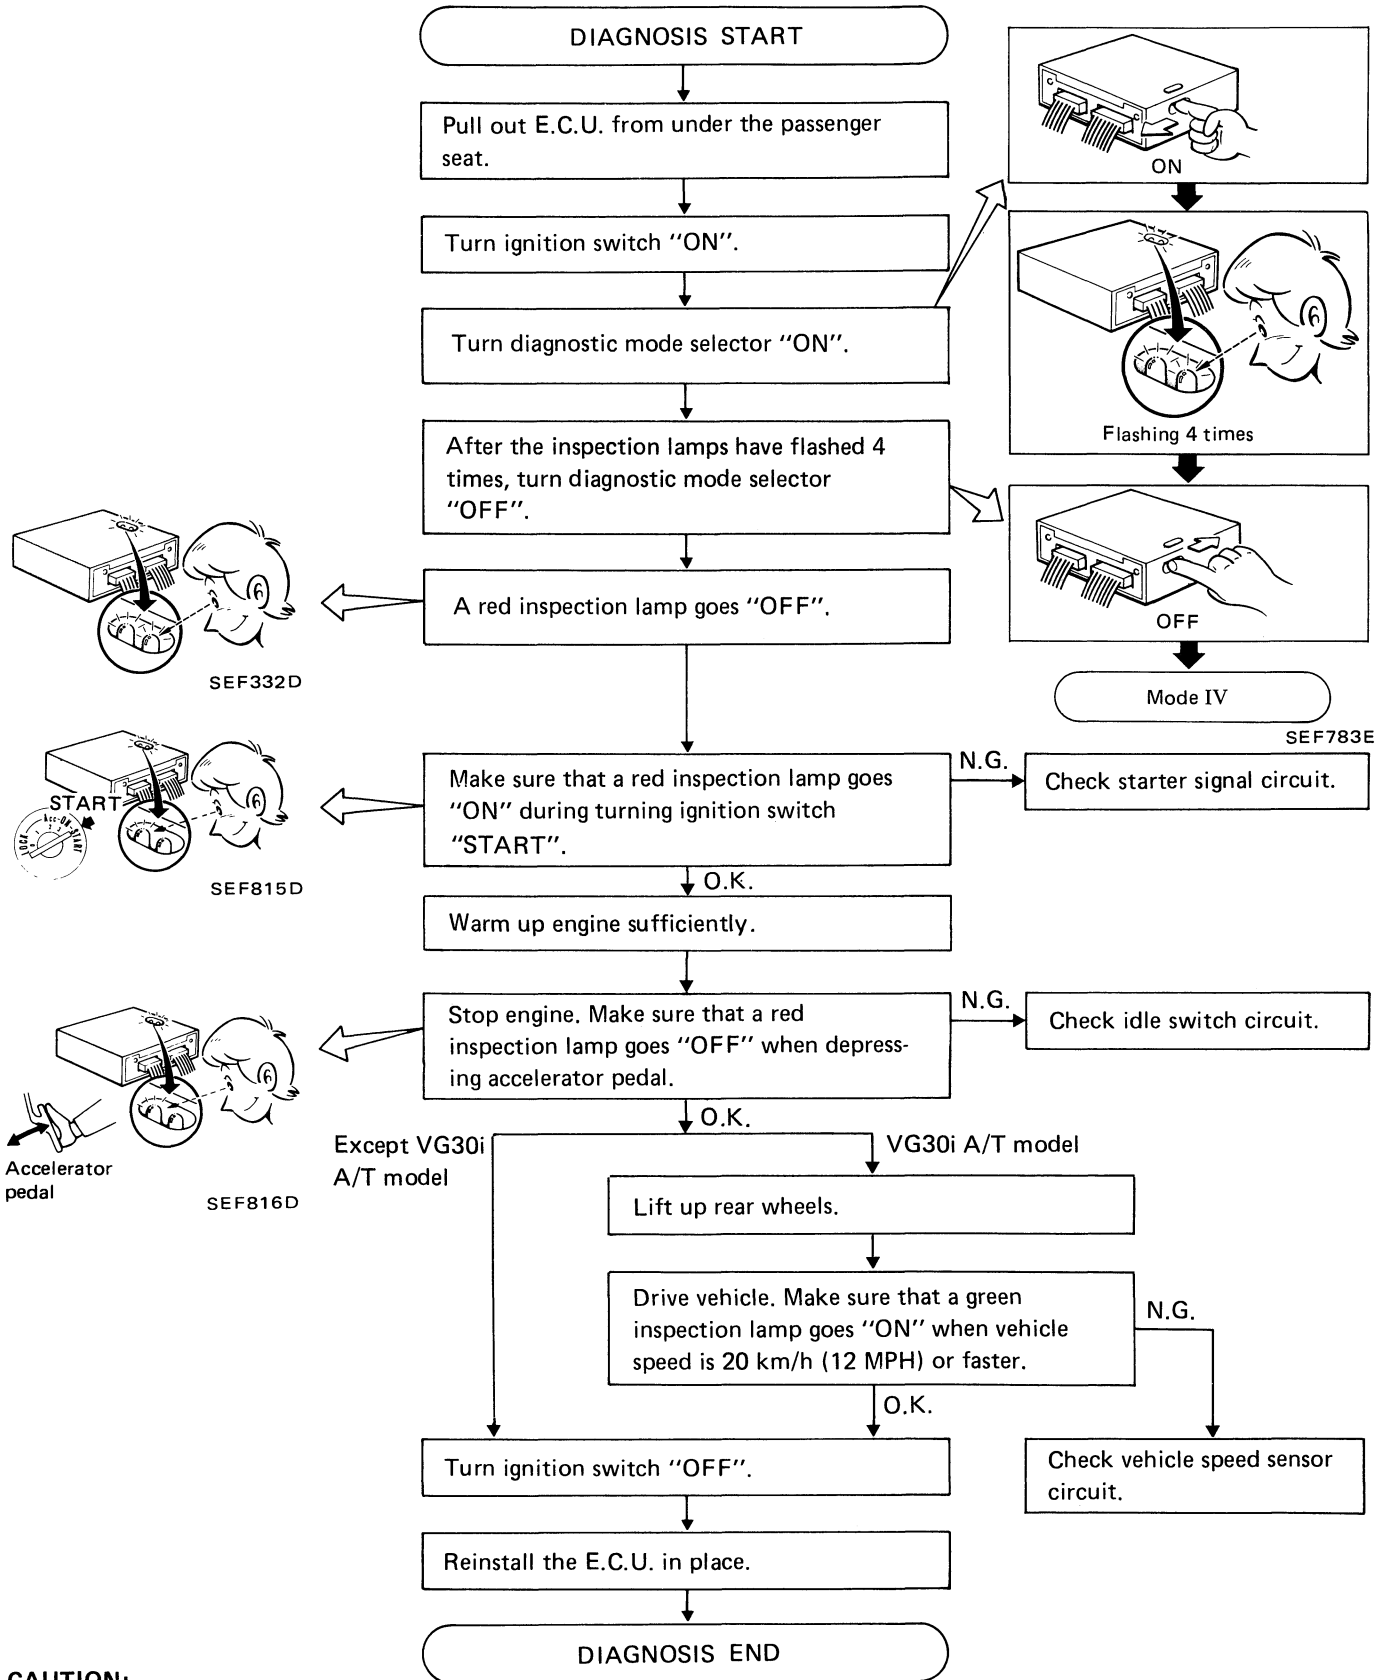 DIAGNOSIS START
Pull out E.C.U. from under the passenger
seat.
Turn ignition switch “ON”.
Turn diagnostic mode selector “ON”.
After the inspection lamps have flashed 4
times, turn diagnostic mode selector
“OFF”.
ON
Flashing 4 times
OFF
Mode IV
SEF783E
A red inspection lamp goes “OFF”.
SEF332D
Make sure that a red inspection lamp goes
“ON” during turning ignition switch
“START”.
N.G.
Check starter signal circuit.
START
Acc-ON-START
SEF815D
O.K.
Warm up engine sufficiently.
Stop engine. Make sure that a red
inspection lamp goes “OFF” when depress-
ing accelerator pedal.
N.G.
Check idle switch circuit.
Accelerator
pedal
SEF816D
O.K.
Except VG30i
A/T model
VG30i A/T model
Lift up rear wheels.
Drive vehicle. Make sure that a green
inspection lamp goes “ON” when vehicle
speed is 20 km/h (12 MPH) or faster.
N.G.
O.K.
Check vehicle speed sensor
circuit.
Turn ignition switch “OFF”.
Reinstall the E.C.U. in place.
DIAGNOSIS END
CAUTION: